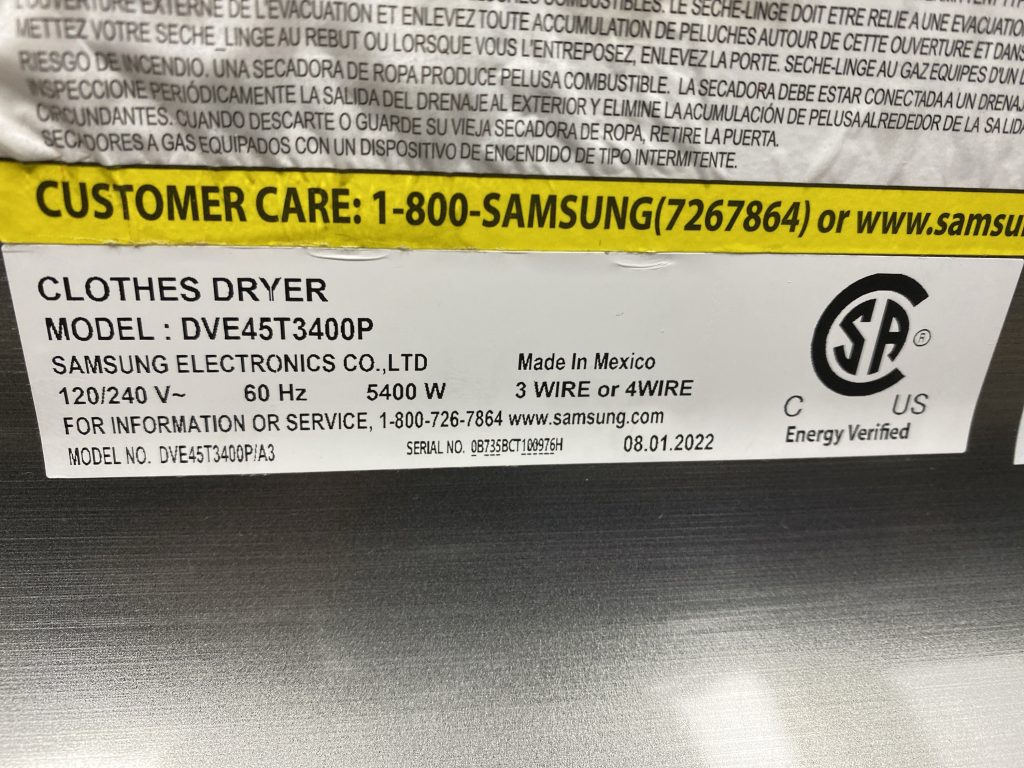 L'OUVERTURE EXTERNE DE L'ÉVACUATION ET ENLEVEZ TOUTE ACCUMULATION DE PELUCHES AUTOUR DE CETTE OUVERTURE ET DANS
METTEZ VOTRE SECHE_LINGE AU REBUT OU LORSQUE VOUS L'ENTREPOSEZ, ENLEVEZ LA PORTE. SECHE-LINGE AU GAZ EQUIPES D'UN
RIESGO DE INCENDIO. UNA SECADORA DE ROPA PRODUCE PELUSA COMBUSTIBLE. LA SECADORA DEBE ESTAR CONECTADA A UN DRENAJ
INSPECCIONE PERIÓDICAMENTE LA SALIDA DEL DRENAJE AL EXTERIOR Y ELIMINE LA ACUMULACIÓN DE PELUSA ALREDEDOR DE LA SALID
CIRCUNDANTES. CUANDO DESCARTE O GUARDE SU VIEJA SECADORA DE ROPA, RETIRE LA PUERTA.
SECADORES A GAS EQUIPADOS CON UN DISPOSITIVO DE ENCENDIDO DE TIPO INTERMITENTE.
CUSTOMER CARE: 1-800-SAMSUNG(7267864) or www.samsu
CLOTHES DRYER
MODEL : DVE45T3400P
SAMSUNG ELECTRONICS CO.,LTD Made In Mexico
120/240 V~ 60 Hz 5400 W 3 WIRE or 4WIRE
FOR INFORMATION OR SERVICE, 1-800-726-7864 www.samsung.com
MODEL NO. DVE45T3400P/A3 SERIAL NO. 0B735BCT100976H 08.01.2022
SA ®
C US
Energy Verified